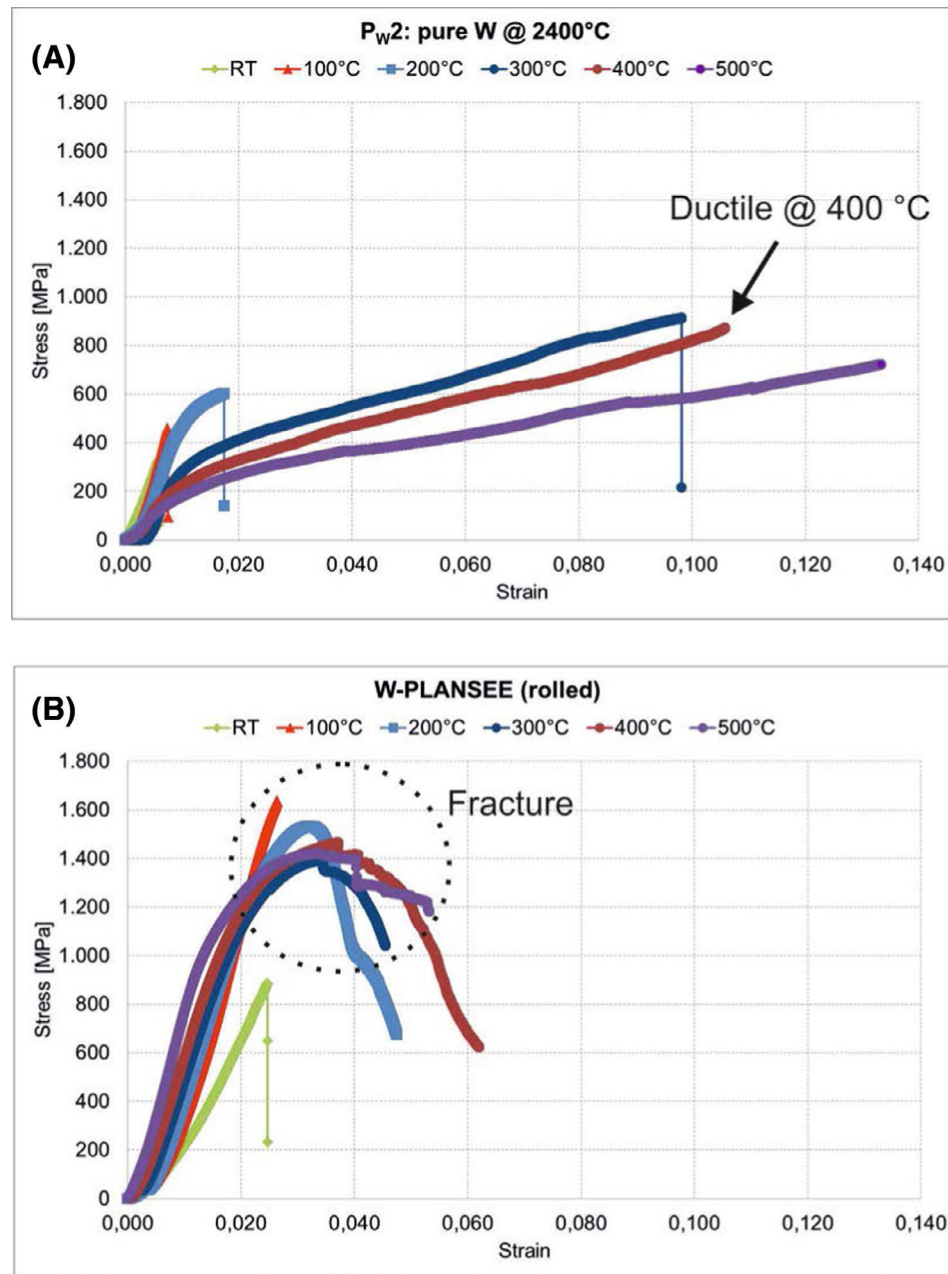 (A)
P_W2: pure W @ 2400°C
RT 100°C 200°C 300°C 400°C 500°C
1.800
1.600
1.400
1.200
1.000
800
600
400
200
0
Stress [MPa]
Ductile @ 400 °C
0,000 0,020 0,040 0,060 0,080 0,100 0,120 0,140
Strain
(B)
W-PLANSEE (rolled)
RT 100°C 200°C 300°C 400°C 500°C
1.800
1.600
1.400
1.200
1.000
800
600
400
200
0
Stress [MPa]
Fracture
0,000 0,020 0,040 0,060 0,080 0,100 0,120 0,140
Strain